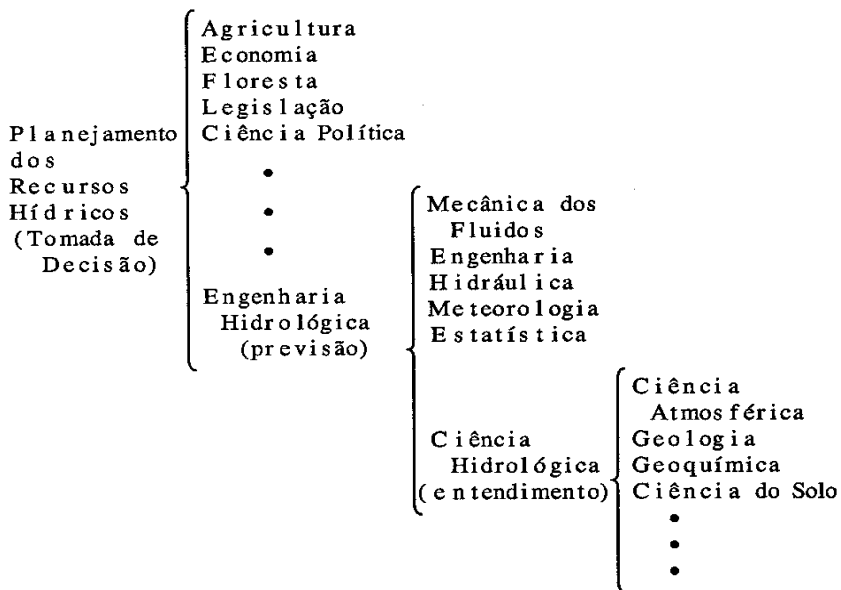 Planejamento
dos
Recursos
Hídricos
(Tomada de
Decisão)
Agricultura
Economia
Floresta
Legislação
Ciência Política
•
•
•
Engenharia
Hidrológica
(previsão)
Mecânica dos
Fluidos
Engenharia
Hidráulica
Meteorologia
Estatística
Ciência
Hidrológica
(entendimento)
Ciência
Atmosférica
Geologia
Geoquímica
Ciência do Solo
•
•
•